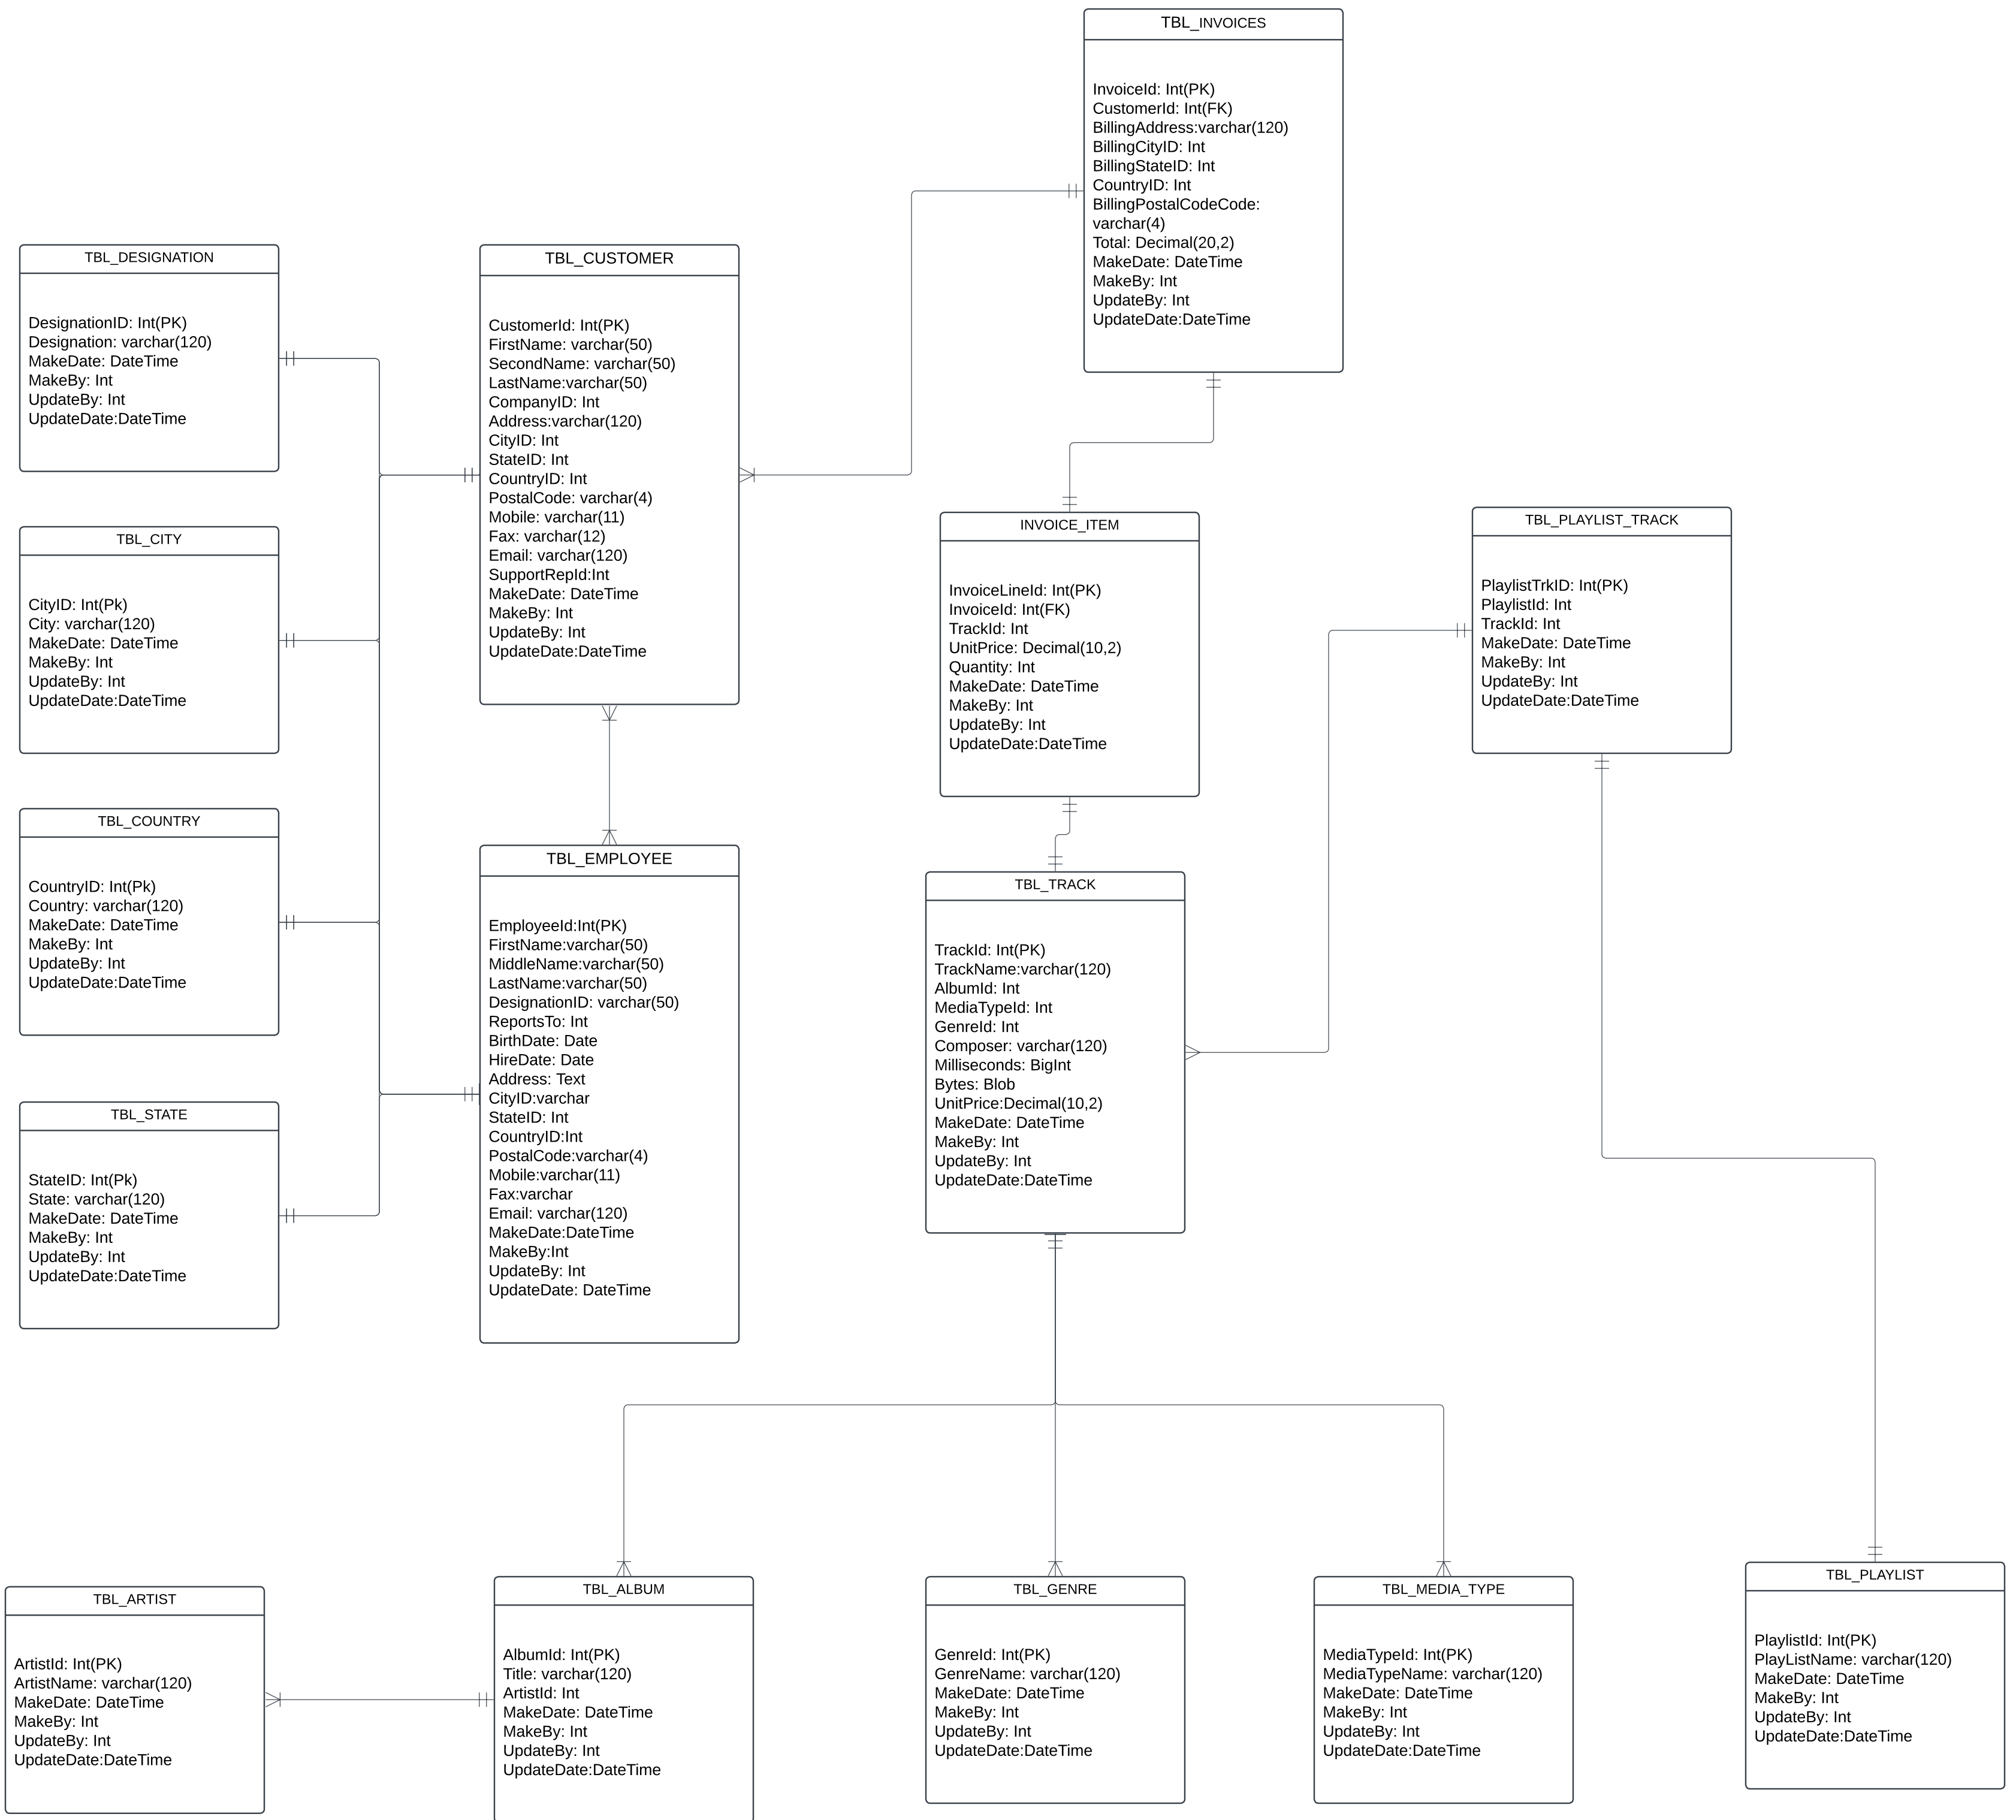 TBL_INVOICES
InvoiceId: Int(PK)
CustomerId: Int(FK)
BillingAddress:varchar(120)
BillingCityID: Int
BillingStateID: Int
CountryID: Int
BillingPostalCodeCode:
varchar(4)
Total: Decimal(20,2)
MakeDate: DateTime
MakeBy: Int
UpdateBy: Int
UpdateDate:DateTime
TBL_DESIGNATION
DesignationID: Int(PK)
Designation: varchar(120)
MakeDate: DateTime
MakeBy: Int
UpdateBy: Int
UpdateDate:DateTime
TBL_CUSTOMER
CustomerId: Int(PK)
FirstName: varchar(50)
SecondName: varchar(50)
LastName:varchar(50)
CompanyID: Int
Address:varchar(120)
CityID: Int
StateID: Int
CountryID: Int
PostalCode: varchar(4)
Mobile: varchar(11)
Fax: varchar(12)
Email: varchar(120)
SupportRepId:Int
MakeDate: DateTime
MakeBy: Int
UpdateBy: Int
UpdateDate:DateTime
TBL_CITY
CityID: Int(Pk)
City: varchar(120)
MakeDate: DateTime
MakeBy: Int
UpdateBy: Int
UpdateDate:DateTime
INVOICE_ITEM
InvoiceLineId: Int(PK)
InvoiceId: Int(FK)
TrackId: Int
UnitPrice: Decimal(10,2)
Quantity: Int
MakeDate: DateTime
MakeBy: Int
UpdateBy: Int
UpdateDate:DateTime
TBL_PLAYLIST_TRACK
PlaylistTrkID: Int(PK)
PlaylistId: Int
TrackId: Int
MakeDate: DateTime
MakeBy: Int
UpdateBy: Int
UpdateDate:DateTime
TBL_COUNTRY
CountryID: Int(Pk)
Country: varchar(120)
MakeDate: DateTime
MakeBy: Int
UpdateBy: Int
UpdateDate:DateTime
TBL_EMPLOYEE
EmployeeId:Int(PK)
FirstName:varchar(50)
MiddleName:varchar(50)
LastName:varchar(50)
DesignationID: varchar(50)
ReportsTo: Int
BirthDate: Date
HireDate: Date
Address: Text
CityID:varchar
StateID: Int
CountryID:Int
PostalCode:varchar(4)
Mobile:varchar(11)
Fax:varchar
Email: varchar(120)
MakeDate:DateTime
MakeBy:Int
UpdateBy: Int
UpdateDate: DateTime
TBL_TRACK
TrackId: Int(PK)
TrackName:varchar(120)
AlbumId: Int
MediaTypeId: Int
GenreId: Int
Composer: varchar(120)
Milliseconds: BigInt
Bytes: Blob
UnitPrice:Decimal(10,2)
MakeDate: DateTime
MakeBy: Int
UpdateBy: Int
UpdateDate:DateTime
TBL_STATE
StateID: Int(Pk)
State: varchar(120)
MakeDate: DateTime
MakeBy: Int
UpdateBy: Int
UpdateDate:DateTime
TBL_ARTIST
ArtistId: Int(PK)
ArtistName: varchar(120)
MakeDate: DateTime
MakeBy: Int
UpdateBy: Int
UpdateDate:DateTime
TBL_ALBUM
AlbumId: Int(PK)
Title: varchar(120)
ArtistId: Int
MakeDate: DateTime
MakeBy: Int
UpdateBy: Int
UpdateDate:DateTime
TBL_GENRE
GenreId: Int(PK)
GenreName: varchar(120)
MakeDate: DateTime
MakeBy: Int
UpdateBy: Int
UpdateDate:DateTime
TBL_MEDIA_TYPE
MediaTypeId: Int(PK)
MediaTypeName: varchar(120)
MakeDate: DateTime
MakeBy: Int
UpdateBy: Int
UpdateDate:DateTime
TBL_PLAYLIST
PlaylistId: Int(PK)
PlayListName: varchar(120)
MakeDate: DateTime
MakeBy: Int
UpdateBy: Int
UpdateDate:DateTime